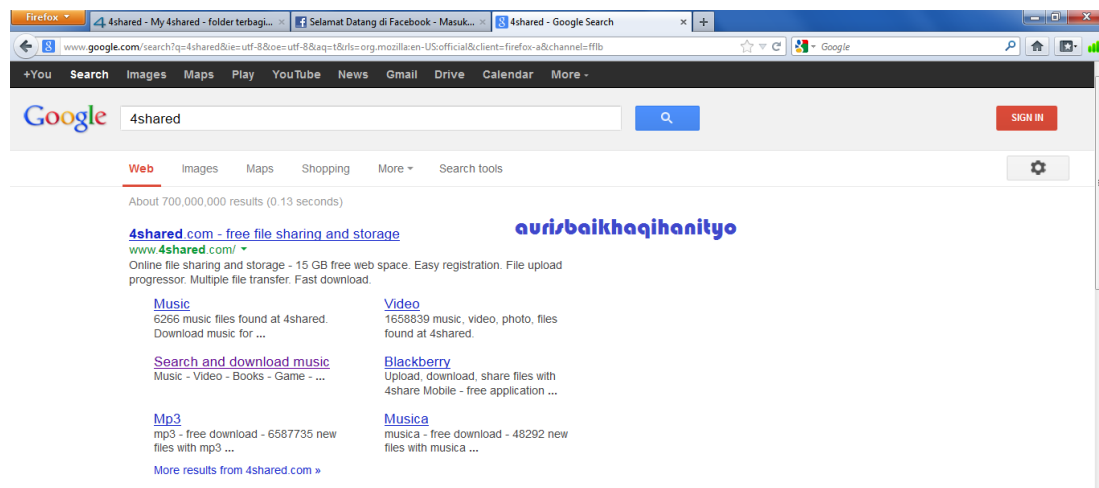 Firefox
4shared - My 4shared - folder terbagi...
Selamat Datang di Facebook - Masuk...
4shared - Google Search
www.google.com/search?q=4shared&ie=utf-8&oe=utf-8&aq=t&rls=org.mozilla:en-US:official&client=firefox-a&channel=fflb
Google
+You Search Images Maps Play YouTube News Gmail Drive Calendar More
Google 4shared SIGN IN
Web Images Maps Shopping More Search tools
About 700,000,000 results (0.13 seconds)
aurisbaikhaqihanityo
4shared.com - free file sharing and storage
www.4shared.com/
Online file sharing and storage - 15 GB free web space. Easy registration. File upload
progressor. Multiple file transfer. Fast download.
Music
6266 music files found at 4shared.
Download music for ...
Video
1658839 music, video, photo, files
found at 4shared.
Search and download music
Music - Video - Books - Game - ...
Blackberry
Upload, download, share files with
4share Mobile - free application ...
Mp3
mp3 - free download - 6587735 new
files with mp3 ...
Musica
musica - free download - 48292 new
files with musica ...
More results from 4shared.com »